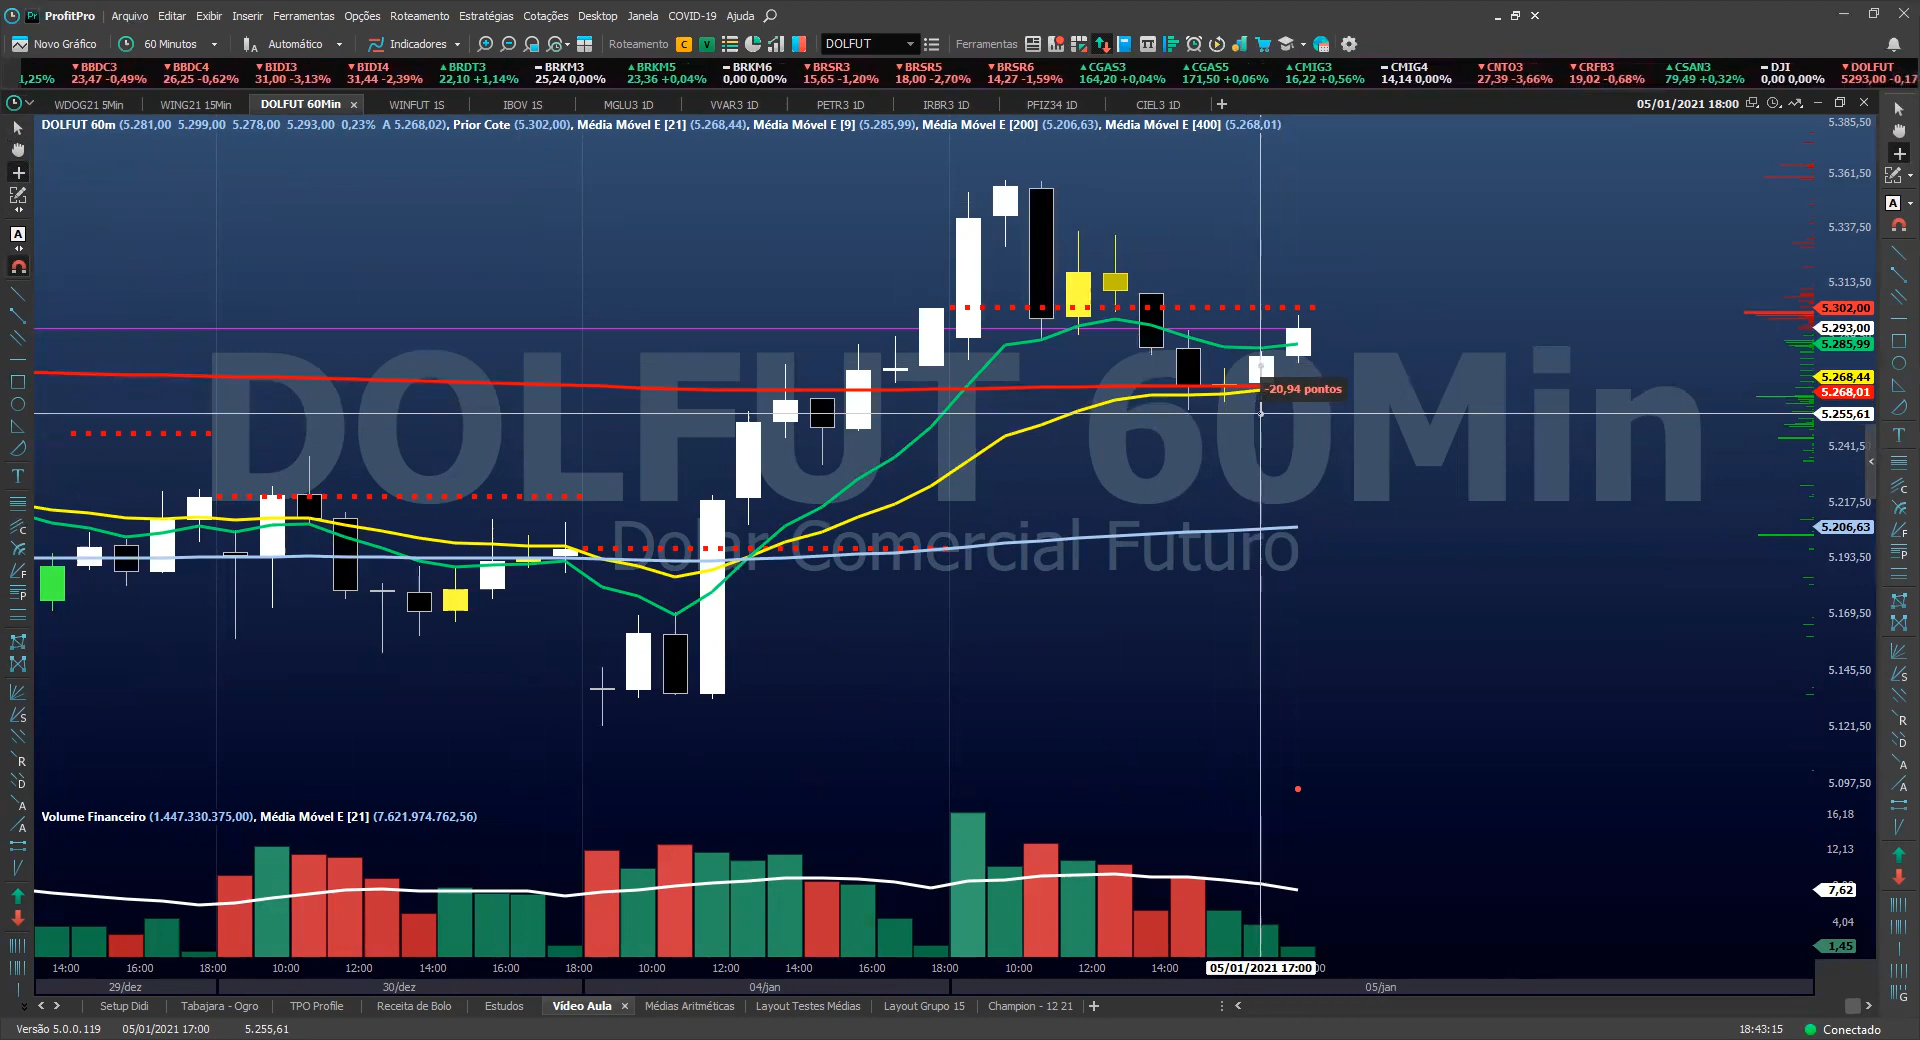 ProfitPro Arquivo Editar Exibir Inserir Ferramentas Opções Roteamento Estratégias Cotações Desktop Janela COVID-19 Ajuda
Novo Gráfico 60 Minutos Automático Indicadores Roteamento C V DOLFUT Ferramentas
BBDC3 BBDC4 BIDI3 BIDI4 BRDT3 BRKM3 BRKM5 BRKM6 BRSR3 BRSR5 BRSR6 CGAS3 CGAS5 CMIG3 CMIG4 CNTO3 CRFB3 CSAN3 DJI DOLFUT
1,25% 23,47 -0,49% 26,25 -0,62% 31,00 -3,13% 31,44 -2,39% 22,10 +1,14% 25,24 0,00% 23,36 +0,04% 0,00 0,00% 15,65 -1,20% 18,00 -2,70% 14,27 -1,59% 164,20 +0,04% 171,50 +0,06% 16,22 +0,56% 14,14 0,00% 27,39 -3,66% 19,02 -0,68% 79,49 +0,32% 0,00 0,00% 5293,00 -0,17
WDOG21 5Min WING21 15Min DOLFUT 60Min WINFUT 1S IBOV 1S MGLU3 1D VVAR3 1D PETR3 1D IRBR3 1D PFIZ34 1D CIEL3 1D 05/01/2021 18:00
DOLFUT 60m (5.281,00 5.299,00 5.278,00 5.293,00 0,23% A 5.268,02), Prior Cote (5.302,00), Média Móvel E [21] (5.268,44), Média Móvel E [9] (5.285,99), Média Móvel E [200] (5.206,63), Média Móvel E [400] (5.268,01)
5.385,50
5.361,50
5.337,50
5.313,50
5.302,00
5.293,00
5.285,99
5.268,44
5.268,01
5.255,61
5.241,50
5.217,50
5.206,63
5.193,50
5.169,50
5.145,50
5.121,50
5.097,50
-20,94 pontos
DOLFUT 60Min
Dolar Comercial Futuro
Volume Financeiro (1.447.330.375,00), Média Móvel E [21] (7.621.974.762,56)
16,18
12,13
7,62
4,04
1,45
14:00 16:00 18:00 10:00 12:00 14:00 16:00 18:00 10:00 12:00 14:00 16:00 18:00 10:00 12:00 14:00 05/01/2021 17:00
29/dez 30/dez 04/jan 05/jan
Setup Didi Tabajara - Ogro TPO Profile Receita de Bolo Estudos Vídeo Aula Médias Aritméticas Layout Testes Médias Layout Grupo 15 Champion - 12 21
Versão 5.0.0.119 05/01/2021 17:00 5.255,61 18:43:15 Conectado